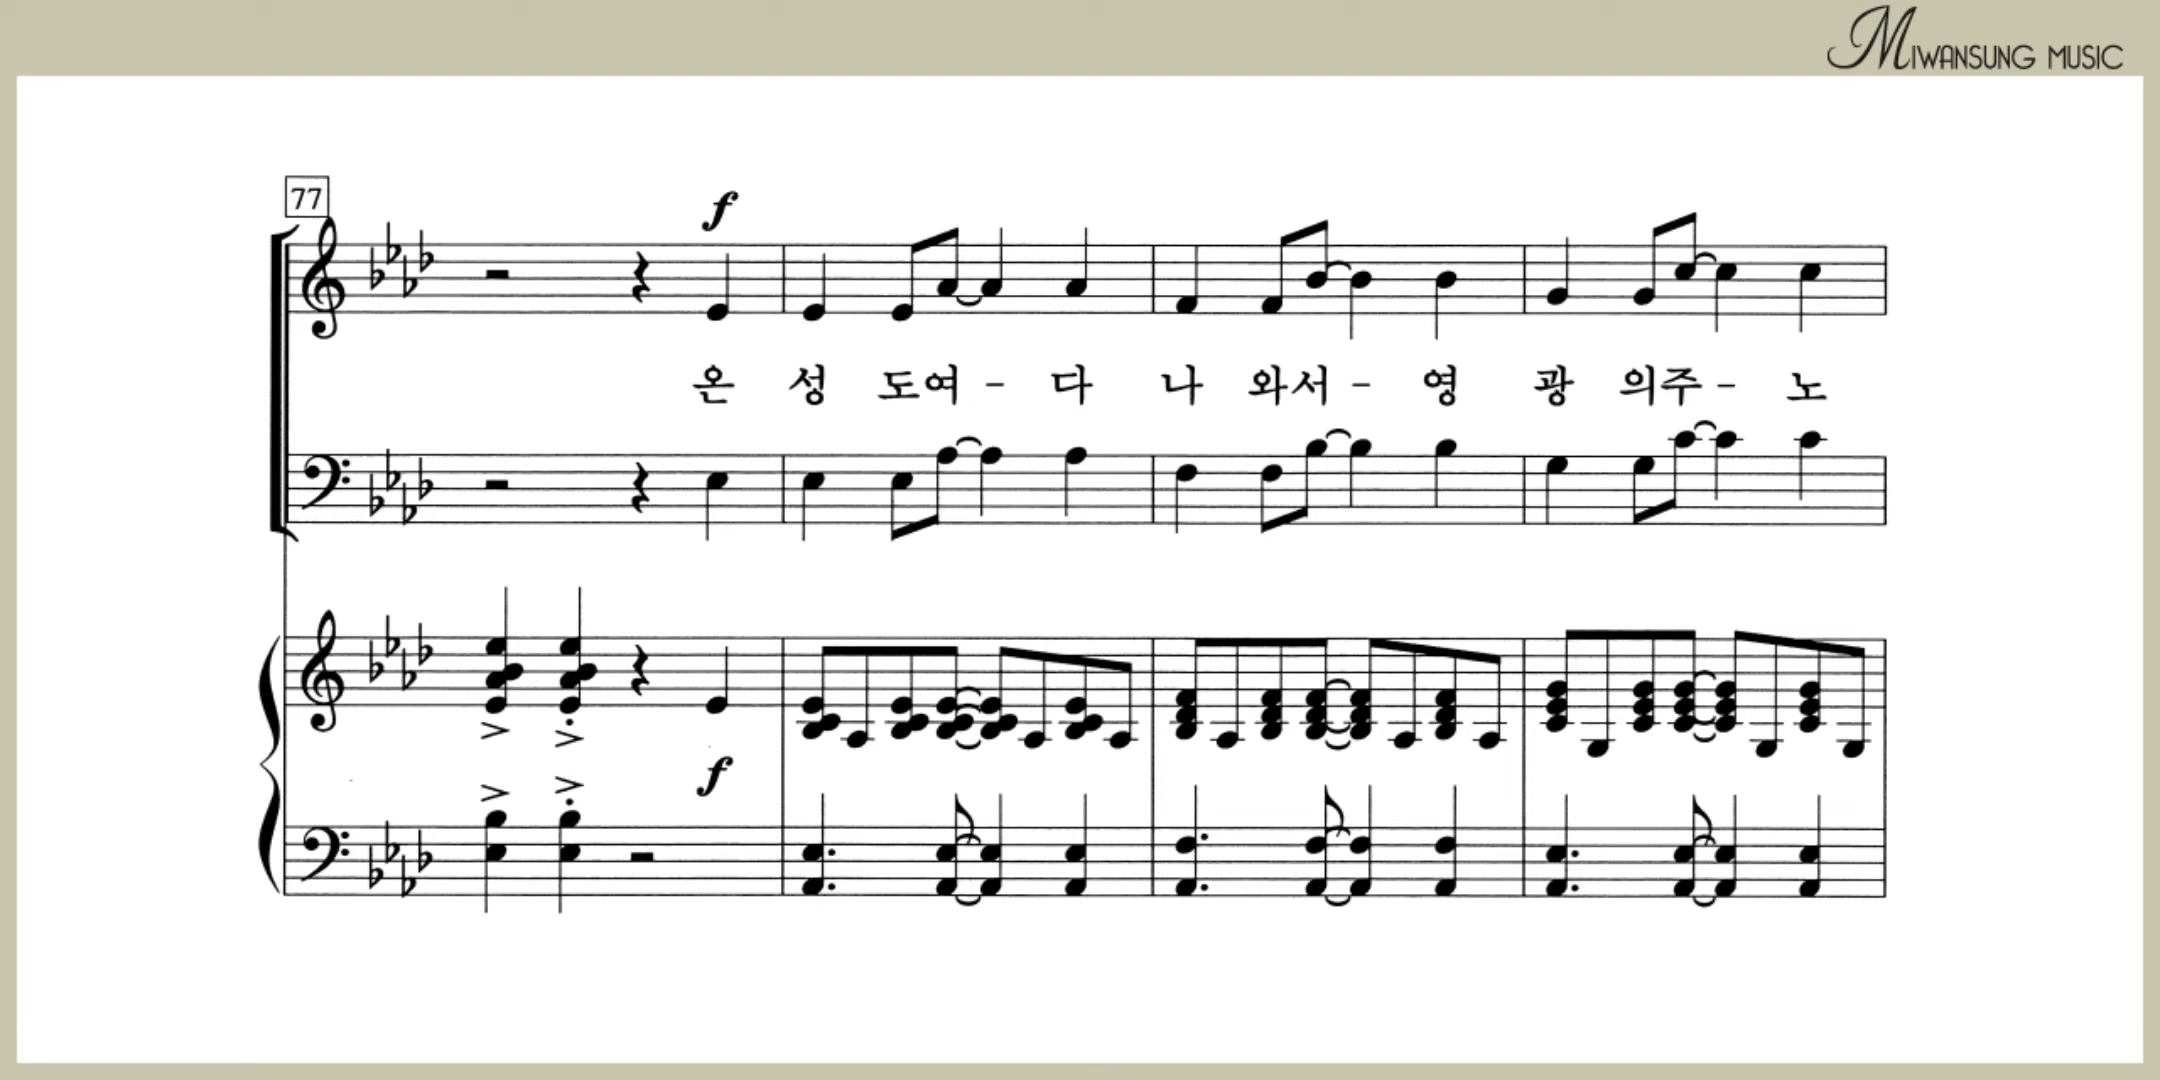 MIWANSUNG MUSIC
77
f
온 성 도여 - 다 나 와서 - 영 광 의주 - 노
f